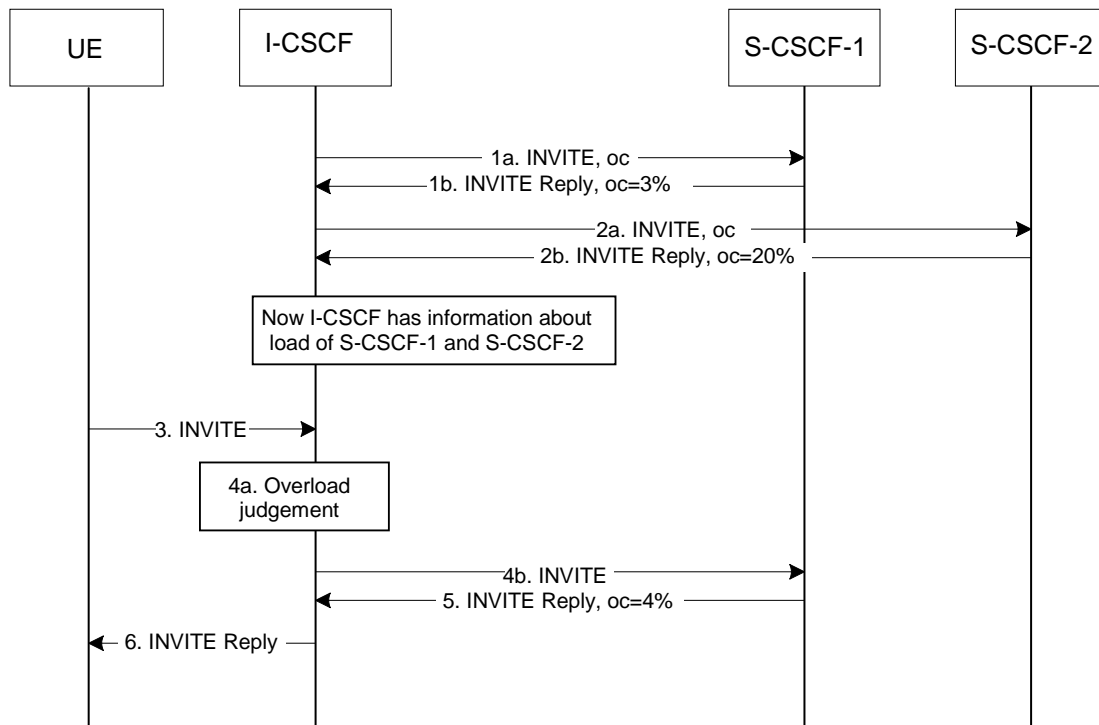 UE
I-CSCF
S-CSCF-1
S-CSCF-2
1a. INVITE, oc
1b. INVITE Reply, oc=3%
2a. INVITE, oc
2b. INVITE Reply, oc=20%
Now I-CSCF has information about
load of S-CSCF-1 and S-CSCF-2
3. INVITE
4a. Overload
judgement
4b. INVITE
5. INVITE Reply, oc=4%
6. INVITE Reply